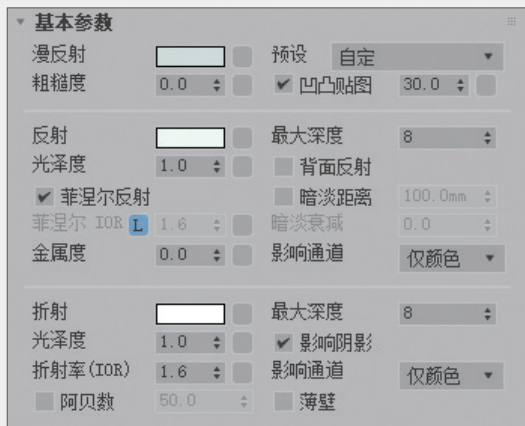 基本参数
漫反射 预设 自定
粗糙度 0.0 凹凸贴图 30.0
反射 最大深度 8
光泽度 1.0 背面反射
菲涅尔反射 暗淡距离 100.0mm
菲涅尔 IOR L 1.6 暗淡衰减 0.0
金属度 0.0 影响通道 仅颜色
折射 最大深度 8
光泽度 1.0 影响阴影
折射率(IOR) 1.6 影响通道 仅颜色
阿贝数 50.0 薄壁